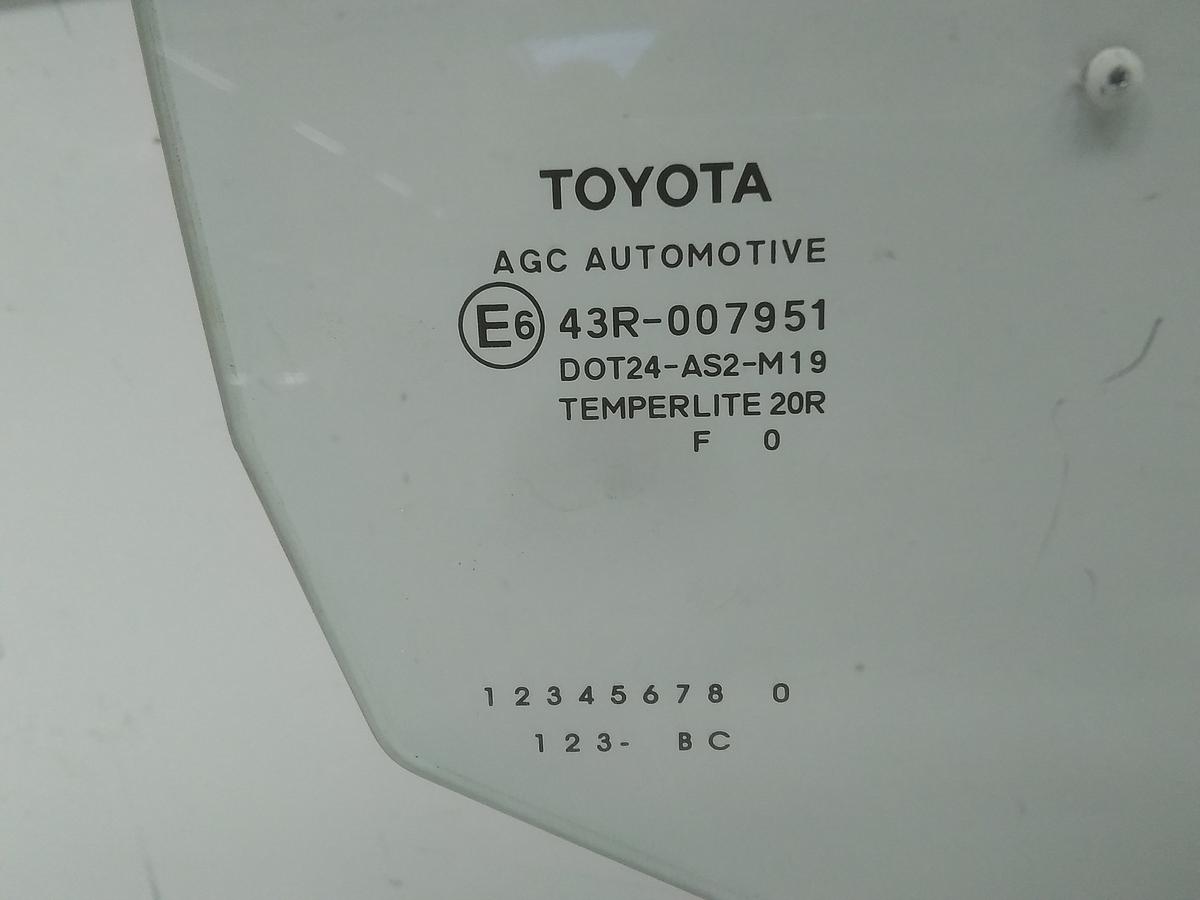 TOYOTA
AGC AUTOMOTIVE
E6 43R-007951
DOT24-AS2-M19
TEMPERLITE 20R
F 0
1 2 3 4 5 6 7 8 0
1 2 3 - B C